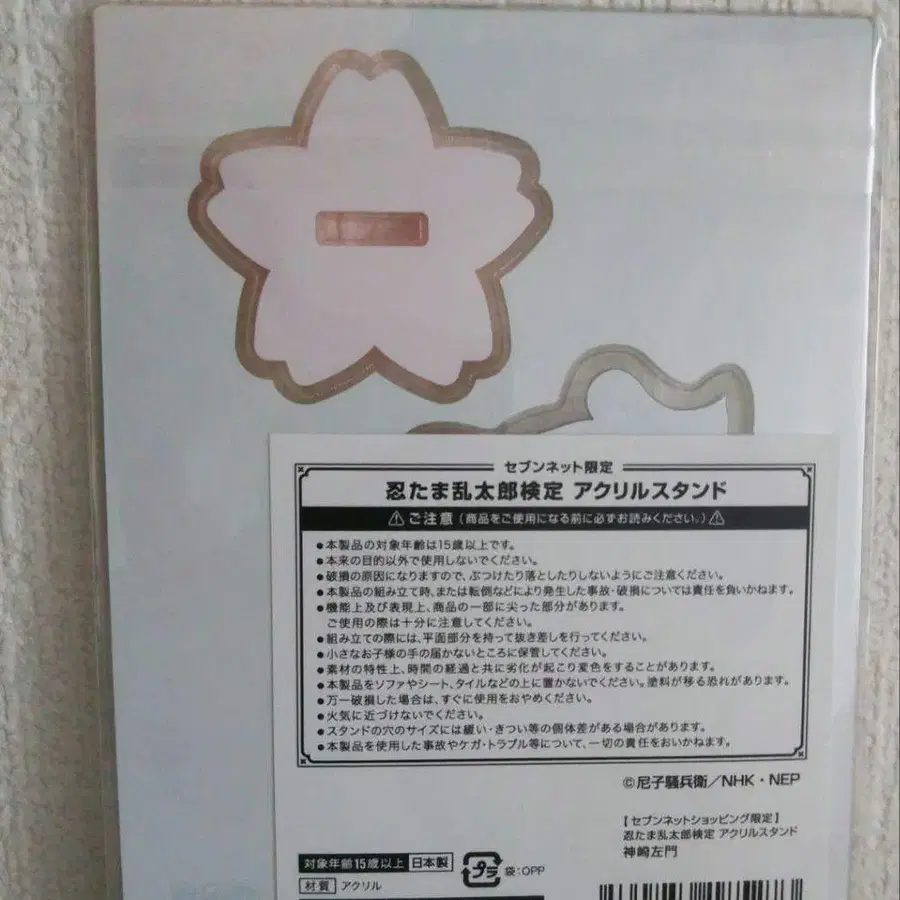 セブンネット限定
忍たま乱太郎検定 アクリルスタンド
⚠ご注意（商品をご使用になる前に必ずお読みください。）⚠
●本製品の対象年齢は15歳以上です。
●本来の目的以外で使用しないでください。
●破損の原因になりますので、ぶつけたり落としたりしないようにご注意ください。
●本製品の組み立て時、または転倒などにより発生した事故・破損については責任を負いかねます。
●機能上及び表現上、商品の一部に尖った部分があります。
ご使用の際は十分に注意してください。
●組み立ての際には、平面部分を持って抜き差しを行ってください。
●小さなお子様の手の届かないところに保管してください。
●素材の特性上、時間の経過と共に劣化が起こり変色をすることがあります。
●本製品をソファやシート、タイルなどの上に置かないでください。塗料が移る恐れがあります。
●万一破損した場合は、すぐに使用をおやめください。
●火気に近づけないでください。
●スタンドの穴のサイズには緩い・きつい等の個体差がある場合があります。
●本製品を使用した事故やケガ・トラブル等について、一切の責任をおいかねます。
©尼子騒兵衛／NHK・NEP
【セブンネットショッピング限定】
忍たま乱太郎検定 アクリルスタンド
神崎左門
対象年齢15歳以上 日本製
プラ 袋：OPP
材質 アクリル